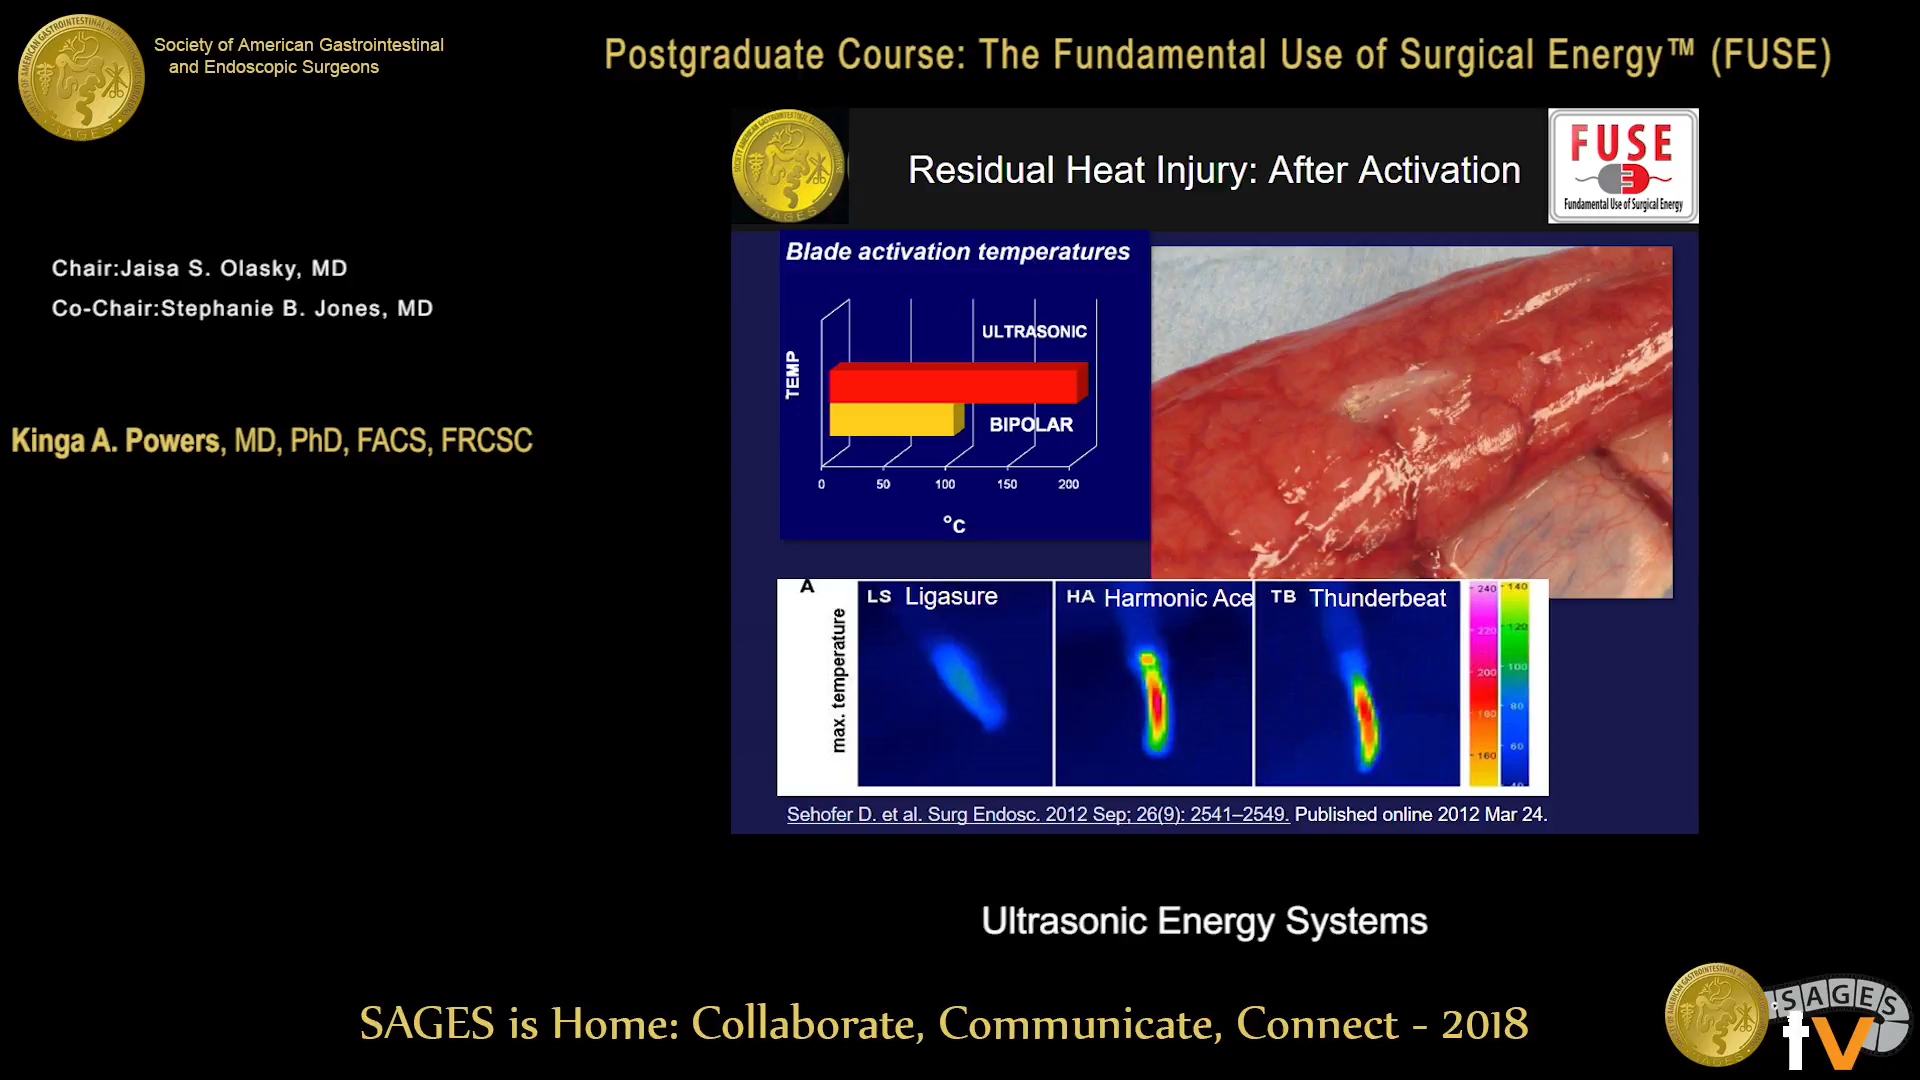 Society of American Gastrointestinal
and Endoscopic Surgeons
Postgraduate Course: The Fundamental Use of Surgical Energy™ (FUSE)
Chair:Jaisa S. Olasky, MD
Co-Chair:Stephanie B. Jones, MD
Kinga A. Powers, MD, PhD, FACS, FRCSC
Residual Heat Injury: After Activation
FUSE
Fundamental Use of Surgical Energy
Blade activation temperatures
ULTRASONIC
TEMP
BIPOLAR
0 50 100 150 200
°c
A
max. temperature
LS Ligasure
HA Harmonic Ace
TB Thunderbeat
240 220 200 180 160
140 120 100 80 60 40
Sehofer D. et al. Surg Endosc. 2012 Sep; 26(9): 2541–2549. Published online 2012 Mar 24.
Ultrasonic Energy Systems
SAGES is Home: Collaborate, Communicate, Connect - 2018
SAGES
tv